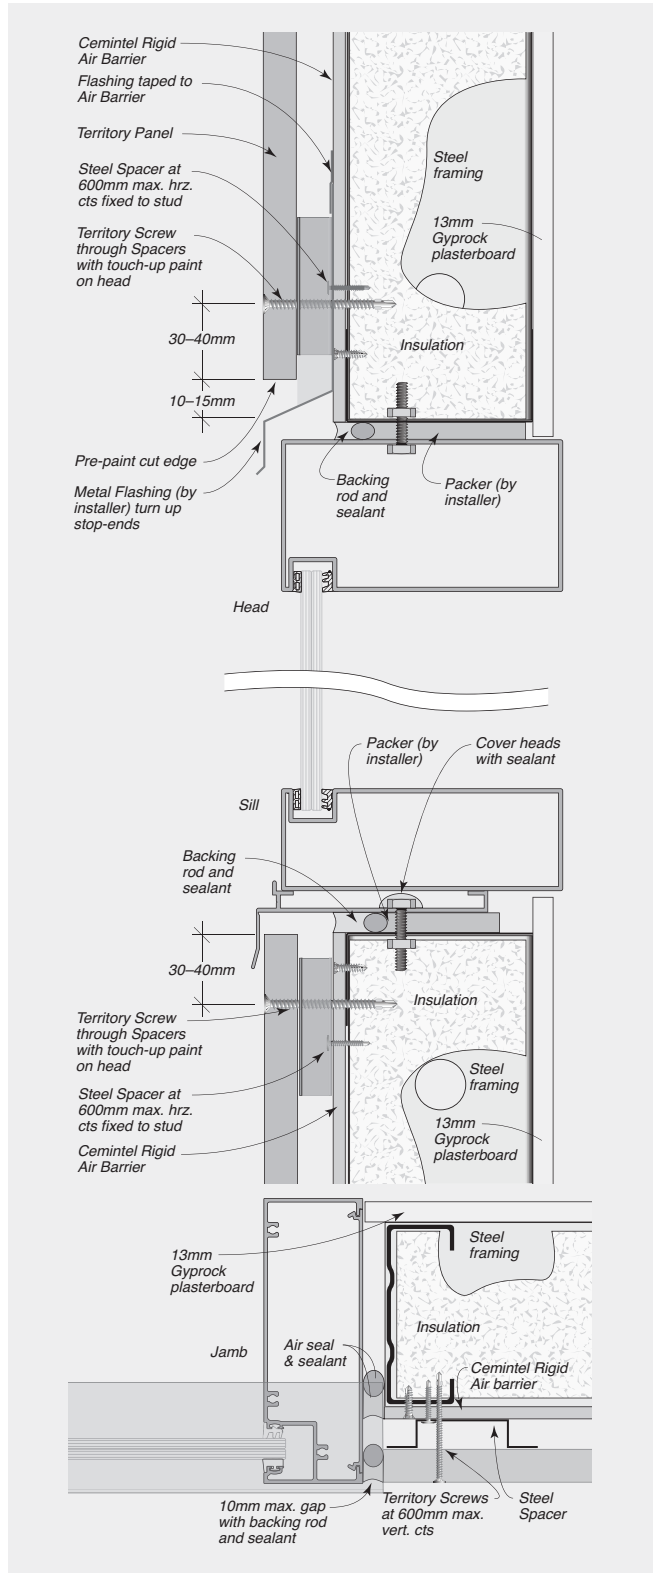 Cemintel Rigid
Air Barrier
Flashing taped to
Air Barrier
Territory Panel
Steel Spacer at
600mm max. hrz.
cts fixed to stud
Territory Screw
through Spacers
with touch-up paint
on head
30–40mm
10–15mm
Pre-paint cut edge
Metal Flashing (by
installer) turn up
stop-ends
Steel
framing
13mm
Gyprock
plasterboard
Insulation
Backing
rod and
sealant
Packer (by
installer)
Head
Packer (by
installer)
Cover heads
with sealant
Sill
Backing
rod and
sealant
30–40mm
Territory Screw
through Spacers
with touch-up paint
on head
Steel Spacer at
600mm max. hrz.
cts fixed to stud
Cemintel Rigid
Air Barrier
Insulation
Steel
framing
13mm
Gyprock
plasterboard
13mm
Gyprock
plasterboard
Steel
framing
Insulation
Jamb
Air seal
& sealant
Cemintel Rigid
Air barrier
10mm max. gap
with backing rod
and sealant
Territory Screws
at 600mm max.
vert. cts
Steel
Spacer